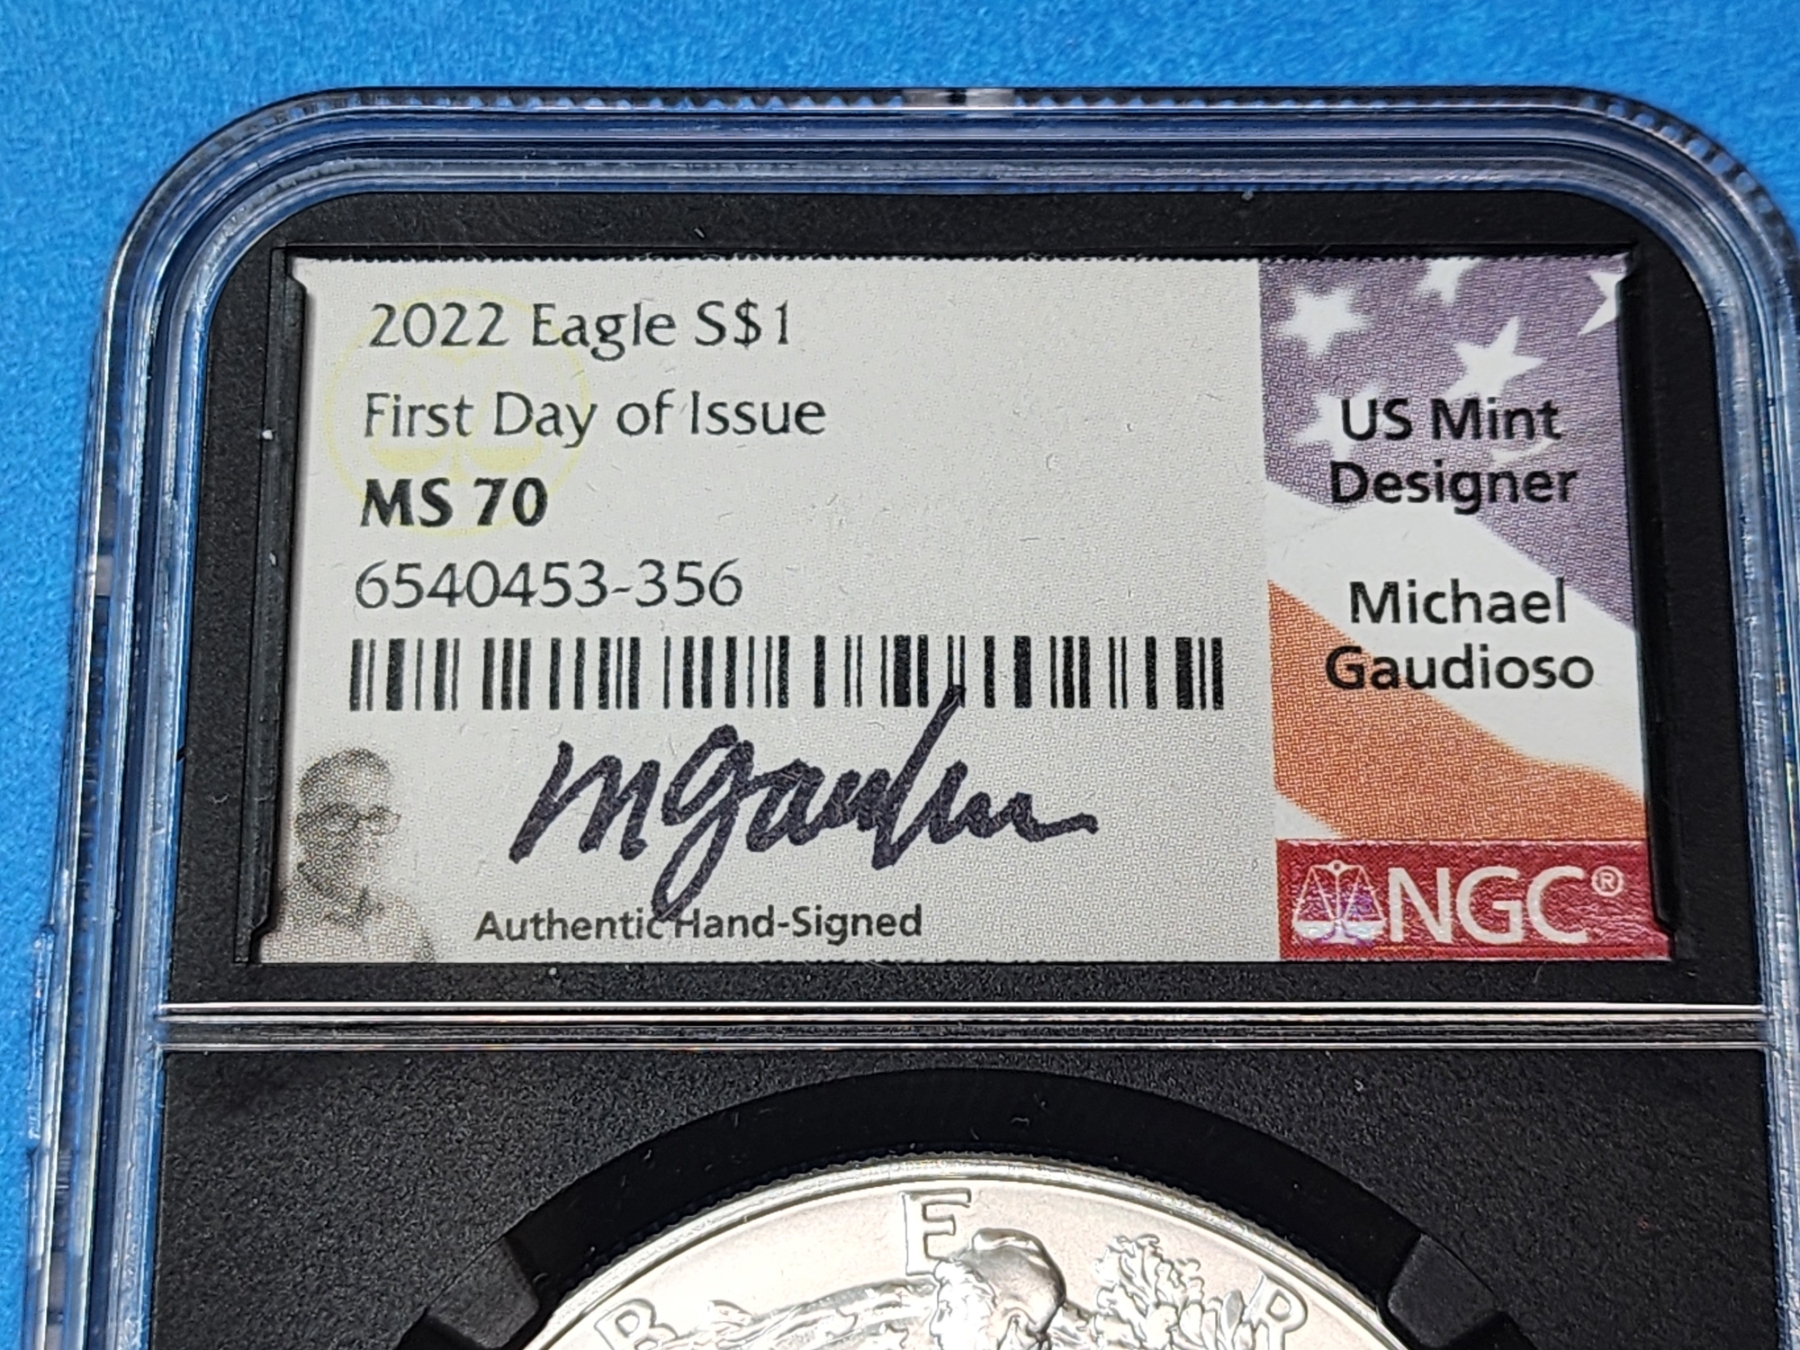 2022 Eagle S$1
First Day of Issue
MS 70
6540453-356
US Mint
Designer
Michael
Gaudioso
Authentic Hand-Signed
NGC®
E
B
R